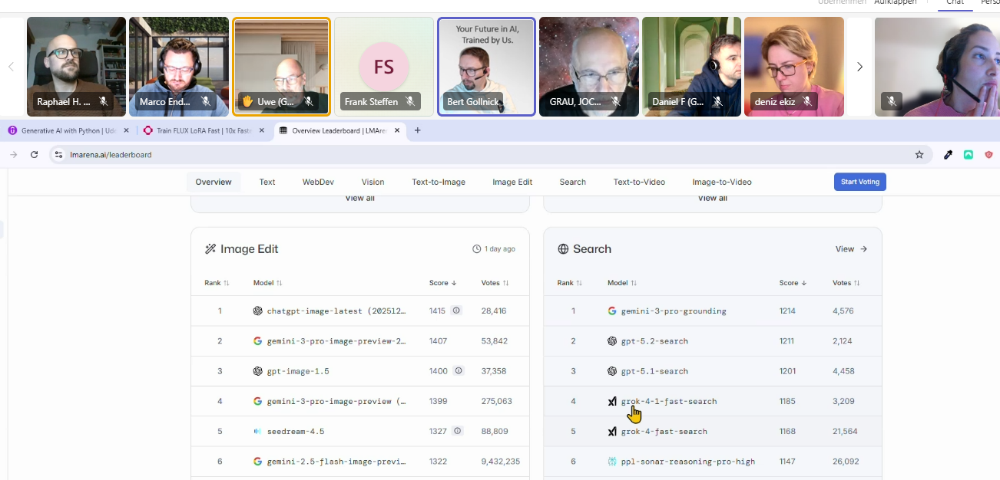 Übernehmen Aufklappen Chat Perso
Your Future in AI,
Trained by Us.
FS
Raphael H. ...
Marco End...
Uwe (G...
Frank Steffen
Bert Gollnick
GRAU, JOC...
Daniel F (G...
deniz ekiz
Generative AI with Python | Ude
Train FLUX LoRA Fast | 10x Faste
Overview Leaderboard | LMAre
lmarena.ai/leaderboard
Overview Text WebDev Vision Text-to-Image Image Edit Search Text-to-Video Image-to-Video Start Voting
View all View all
Image Edit 1 day ago
Rank Model Score Votes
1 chatgpt-image-latest (202512… 1415 28,416
2 gemini-3-pro-image-preview-2… 1407 53,842
3 gpt-image-1.5 1400 37,358
4 gemini-3-pro-image-preview (… 1399 275,063
5 seedream-4.5 1327 88,809
6 gemini-2.5-flash-image-previ… 1322 9,432,235
Search View
Rank Model Score Votes
1 gemini-3-pro-grounding 1214 4,576
2 gpt-5.2-search 1211 2,124
3 gpt-5.1-search 1201 4,458
4 grok-4-1-fast-search 1185 3,209
5 grok-4-fast-search 1168 21,564
6 ppl-sonar-reasoning-pro-high 1147 26,092